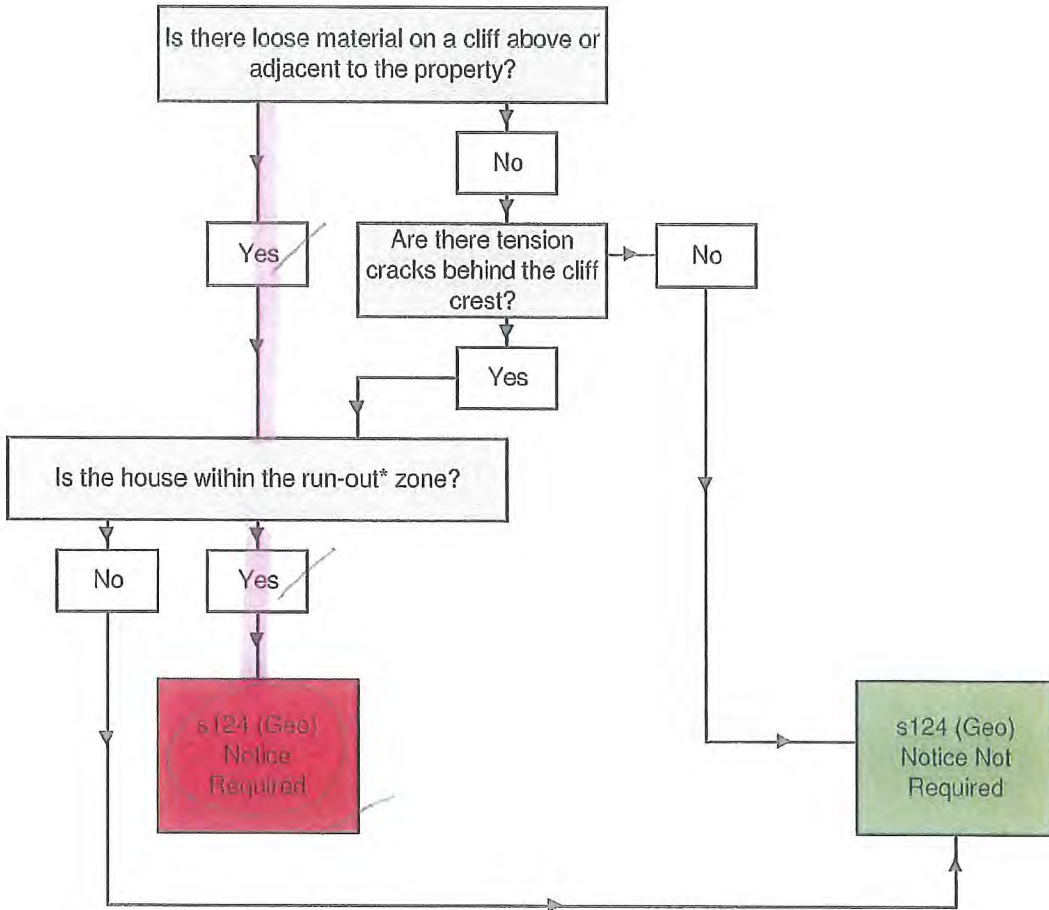 Is there loose material on a cliff above or
adjacent to the property?
No
Yes
Are there tension
cracks behind the cliff
crest?
No
Yes
Is the house within the run-out* zone?
No
Yes
s124 (Geo)
Notice
Required
s124 (Geo)
Notice Not
Required